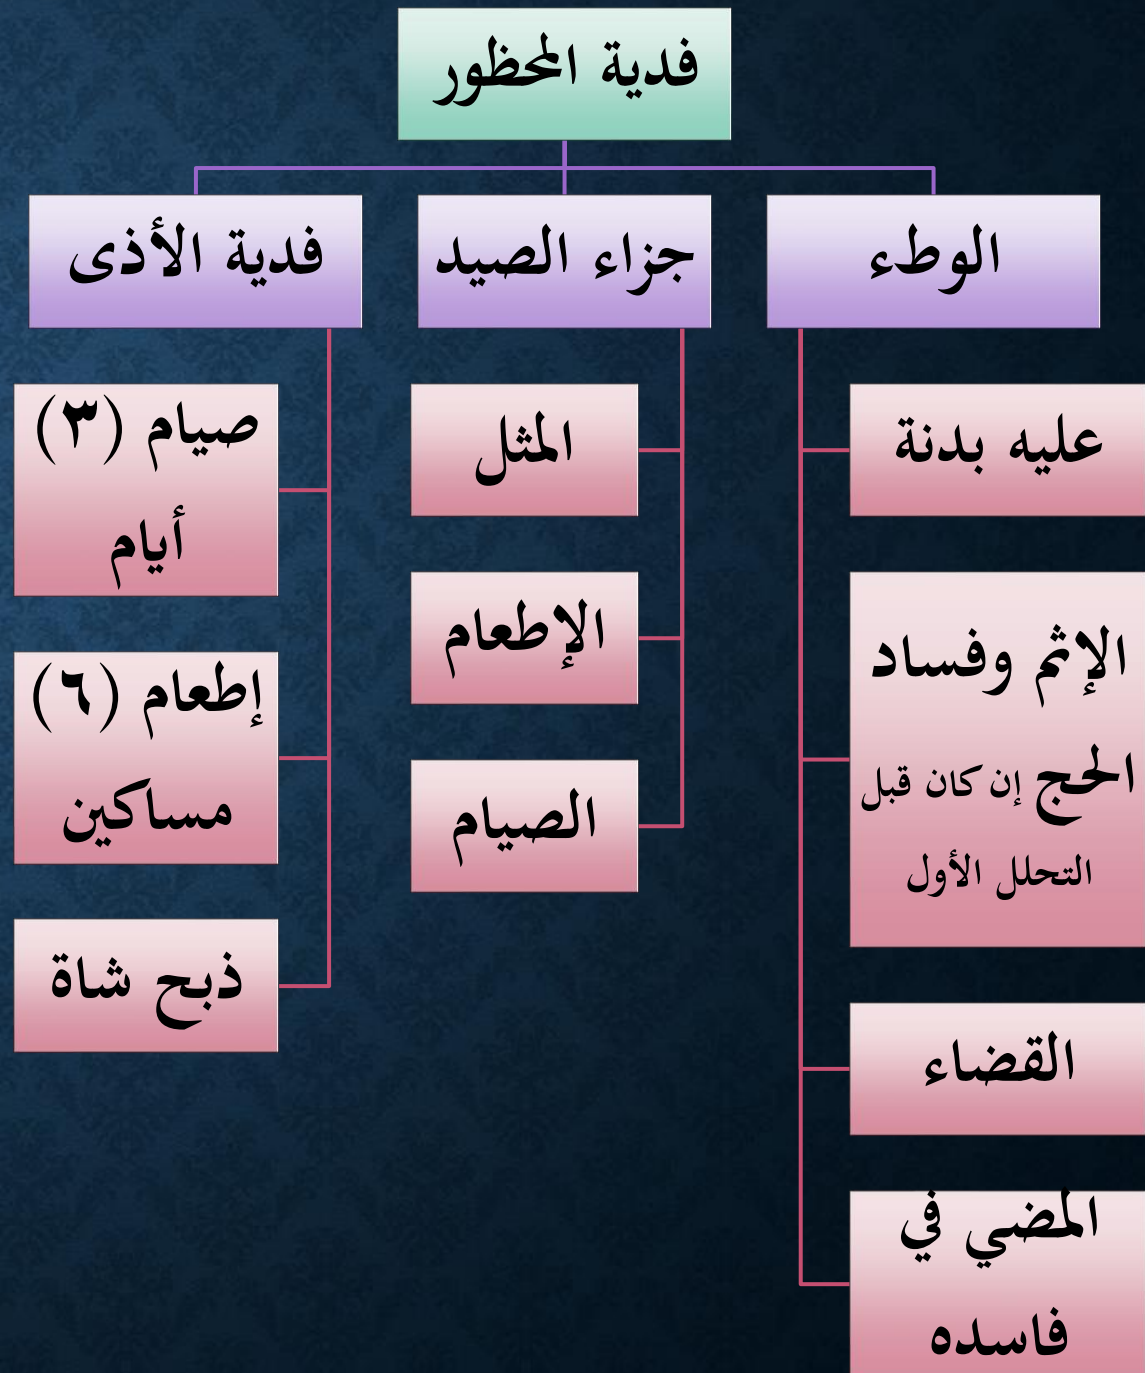 فدية المحظور
الوطء
عليه بدنة
الإثم وفساد
الحج إن كان قبل
التحلل الأول
القضاء
المضي في
فاسده
جزاء الصيد
المثل
الإطعام
الصيام
فدية الأذى
صيام (٣)
أيام
إطعام (٦)
مساكين
ذبح شاة